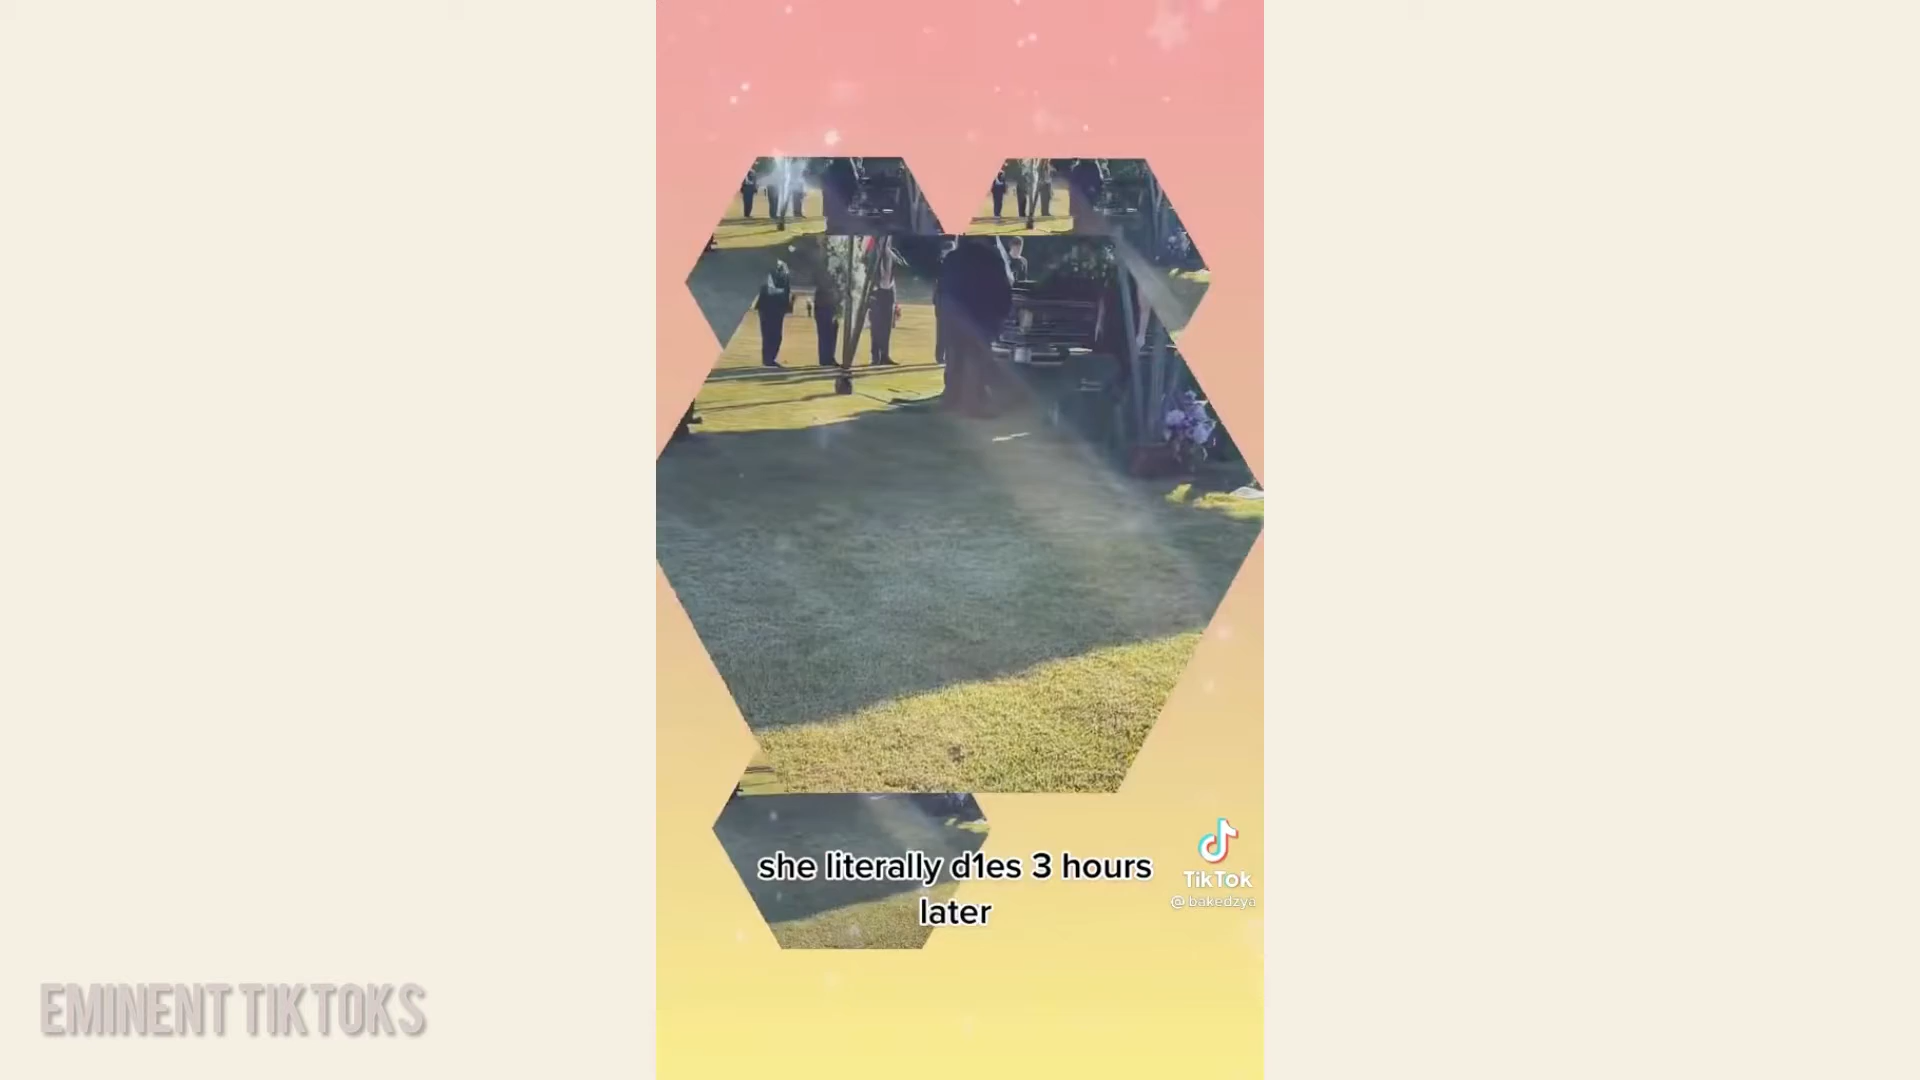 she literally d1es 3 hours
later
TikTok
@bakedzya
EMINENT TIKTOKS